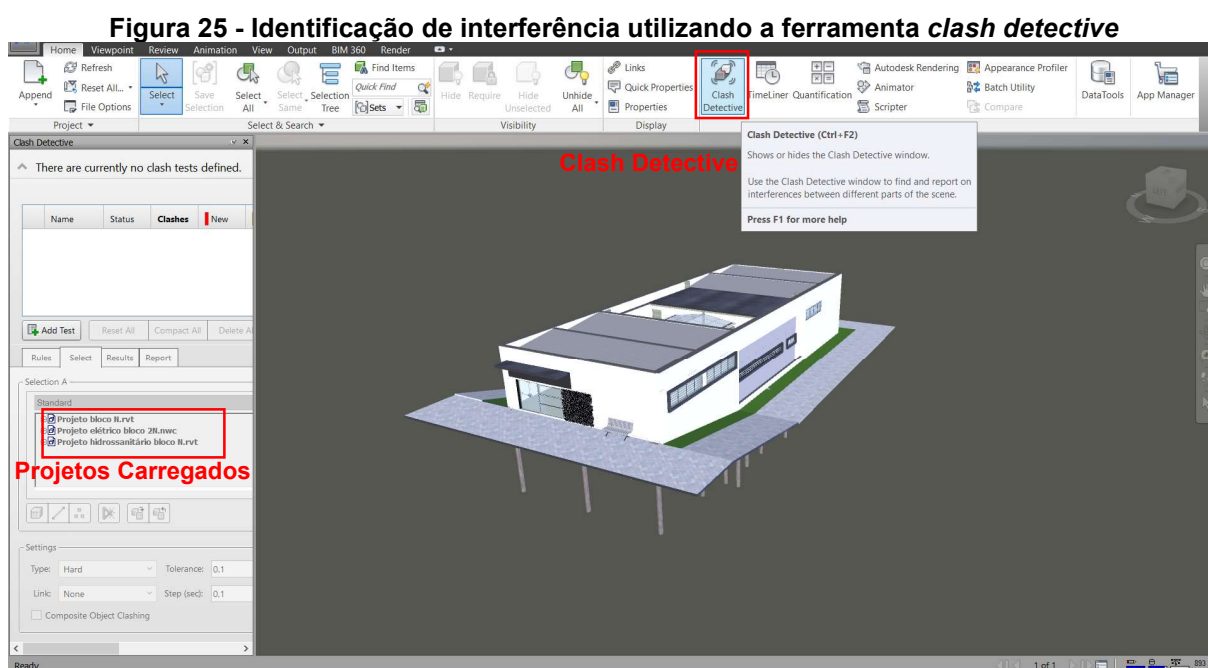 Figura 25 - Identificação de interferência utilizando a ferramenta clash detective
Home Viewpoint Review Animation View Output BIM 360 Render
Append
Refresh
Reset All...
File Options
Project
Select
Save Selection
Select All
Select Same
Selection Tree
Find Items
Quick Find
Sets
Select & Search
Hide
Require
Hide Unselected
Unhide All
Visibility
Links
Quick Properties
Properties
Display
Clash Detective
TimeLiner
Quantification
Autodesk Rendering
Animator
Scripter
Appearance Profiler
Batch Utility
Compare
DataTools
App Manager
Clash Detective
Clash Detective (Ctrl+F2)
Shows or hides the Clash Detective window.
Use the Clash Detective window to find and report on
interferences between different parts of the scene.
Press F1 for more help
Clash Detective
There are currently no clash tests defined.
Name Status Clashes New
Add Test Reset All Compact All Delete
Rules Select Results Report
Selection A
Standard
Projeto bloco N.rvt
Projeto elétrico bloco 2N.nwc
Projeto hidrossanitário bloco N.rvt
Projetos Carregados
Settings
Type: Hard Tolerance: 0.1
Link: None Step (sec): 0.1
Composite Object Clashing
Ready
1 of 1
893